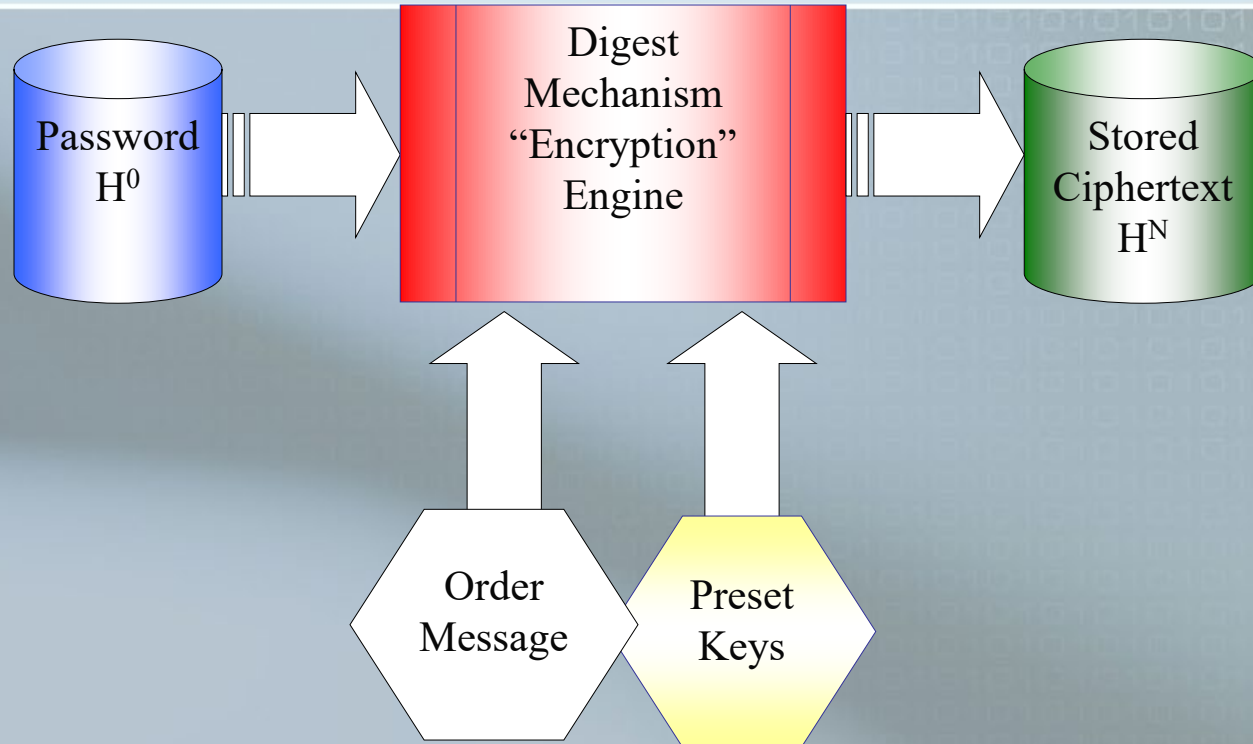 Password
H⁰
Digest
Mechanism
“Encryption”
Engine
Stored
Ciphertext
Hᴺ
Order
Message
Preset
Keys